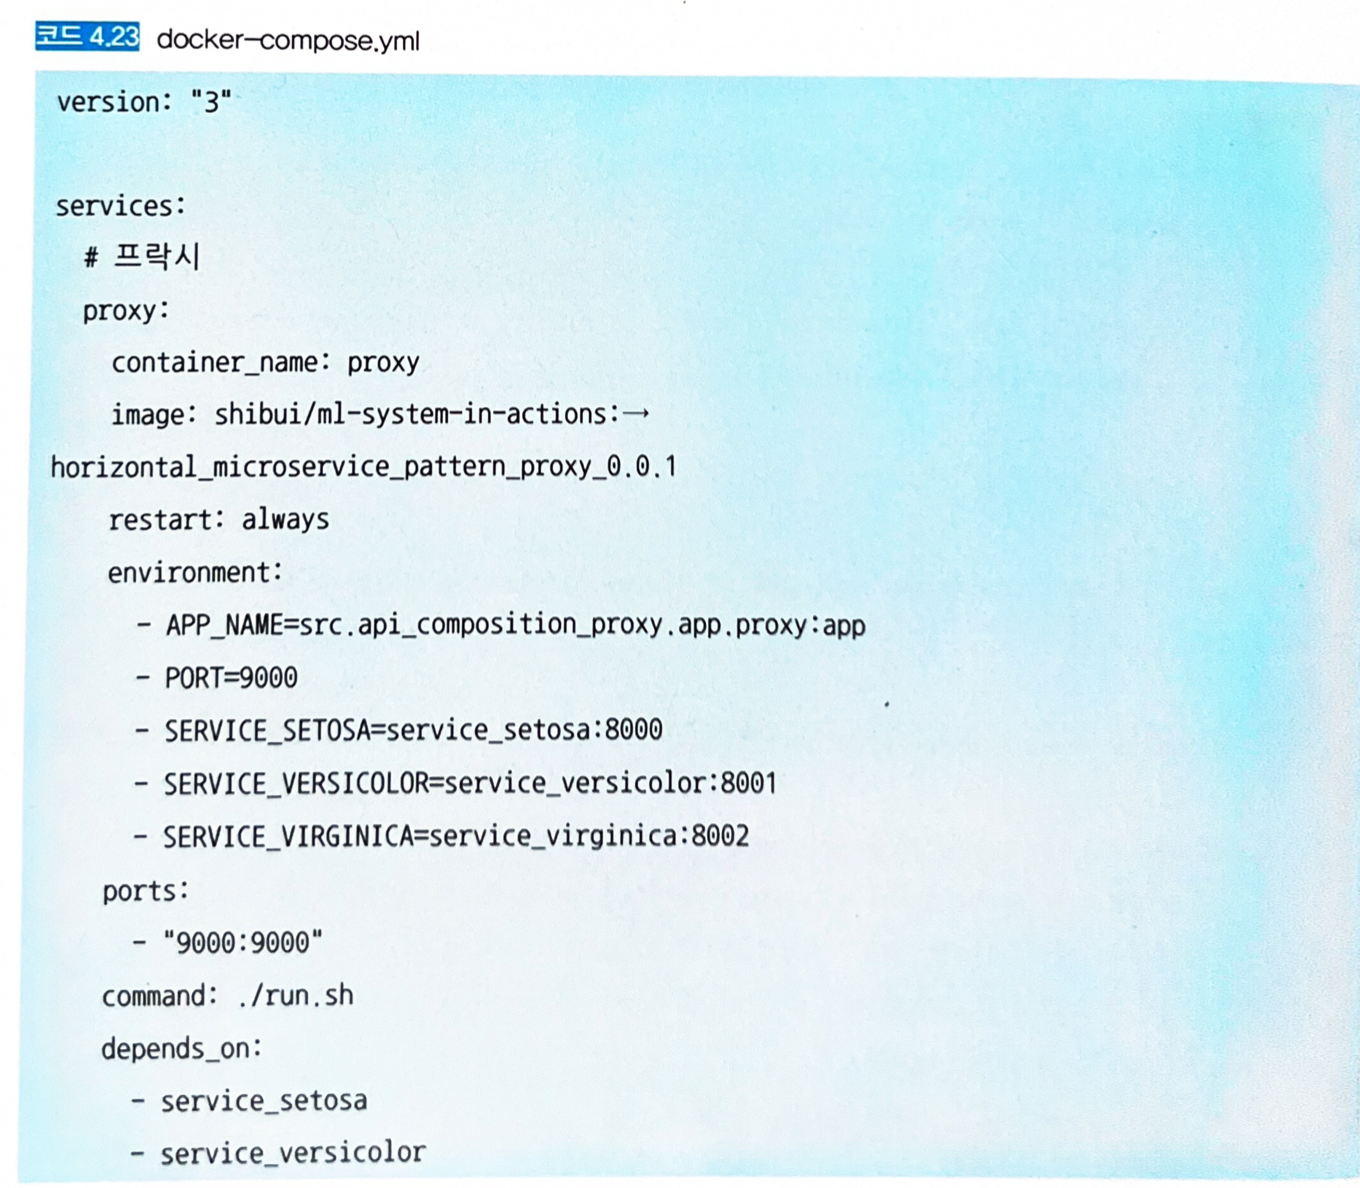 코드 4.23 docker-compose.yml
version: "3"
services:
# 프락시
proxy:
container_name: proxy
image: shibui/ml-system-in-actions:→
horizontal_microservice_pattern_proxy_0.0.1
restart: always
environment:
- APP_NAME=src.api_composition_proxy.app.proxy:app
- PORT=9000
- SERVICE_SETOSA=service_setosa:8000
- SERVICE_VERSICOLOR=service_versicolor:8001
- SERVICE_VIRGINICA=service_virginica:8002
ports:
- "9000:9000"
command: ./run.sh
depends_on:
- service_setosa
- service_versicolor